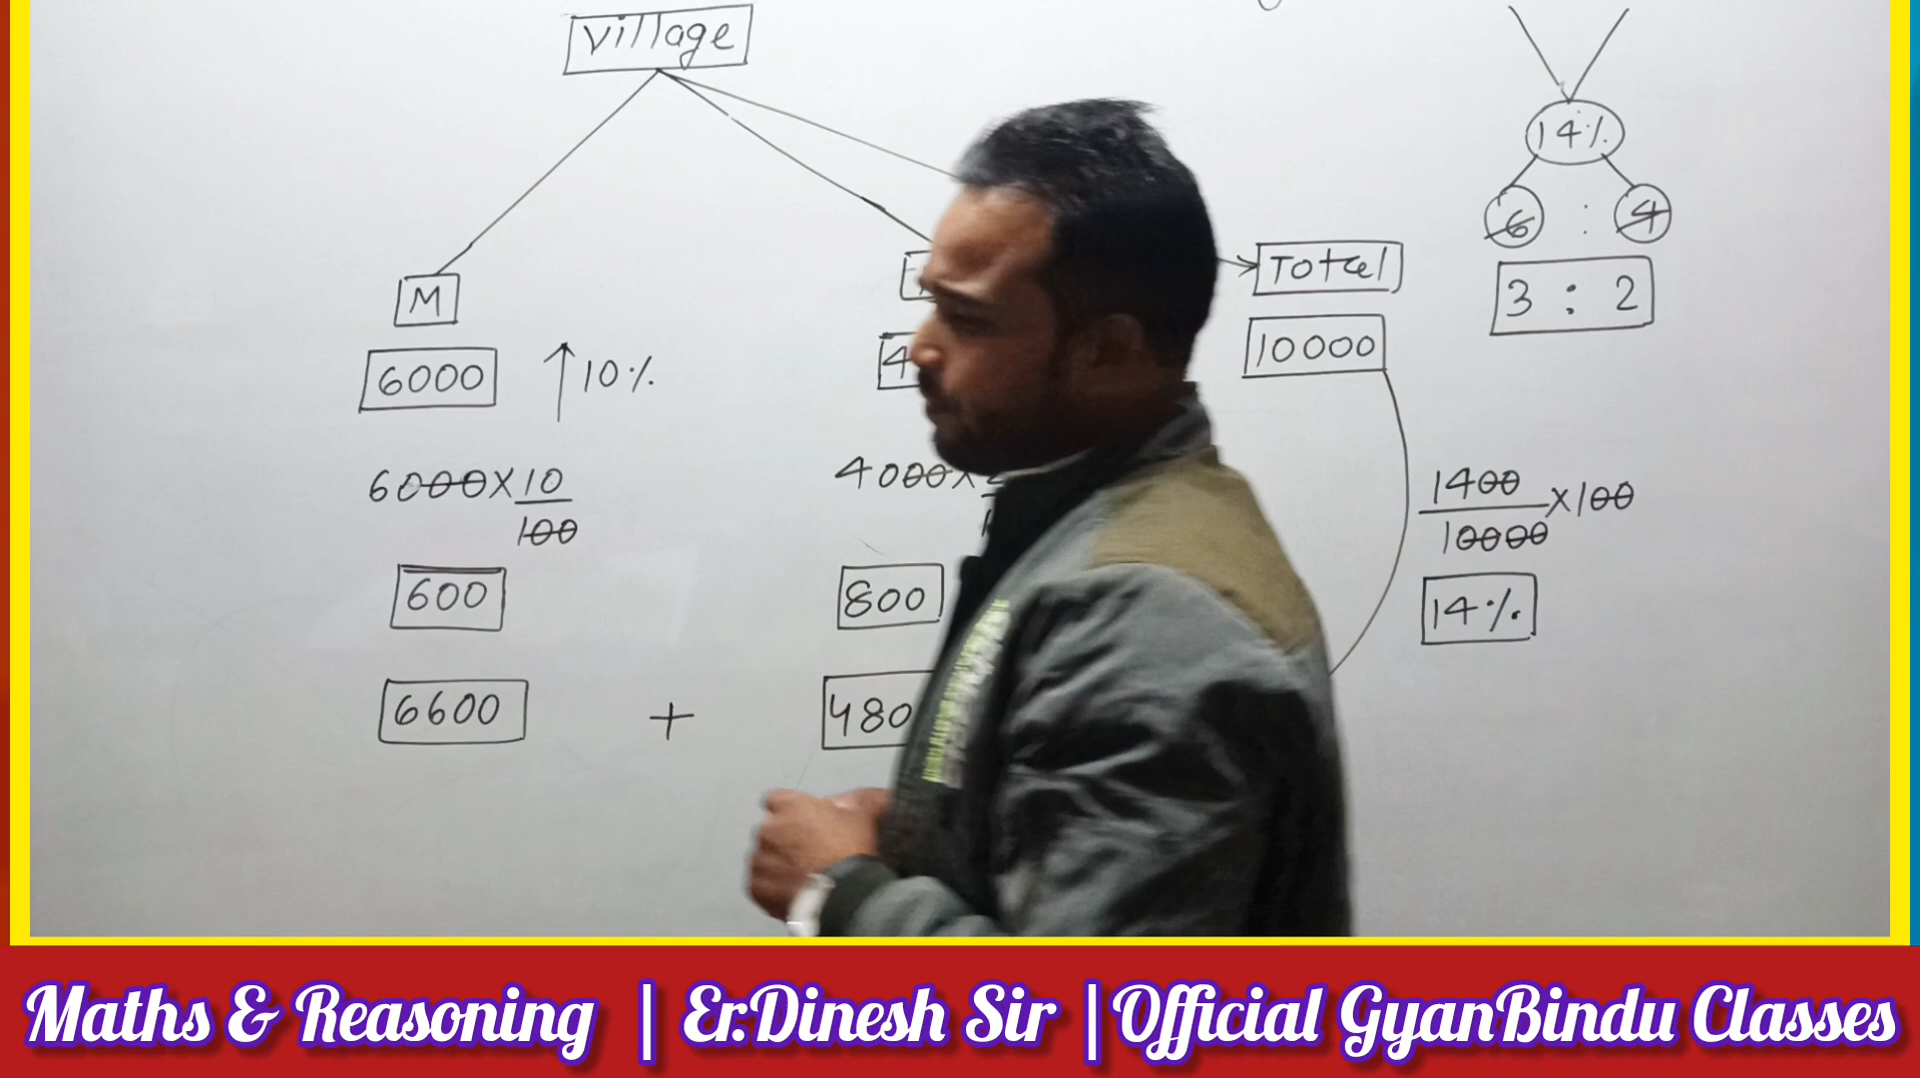 Village
14%
6 : 4
3 : 2
M
Total
6000
↑ 10%
10000
6000 × 10/100
4000 ×
1400/10000 × 100
600
800
14%
6600
+
480
Maths & Reasoning | Er.Dinesh Sir | Official GyanBindu Classes